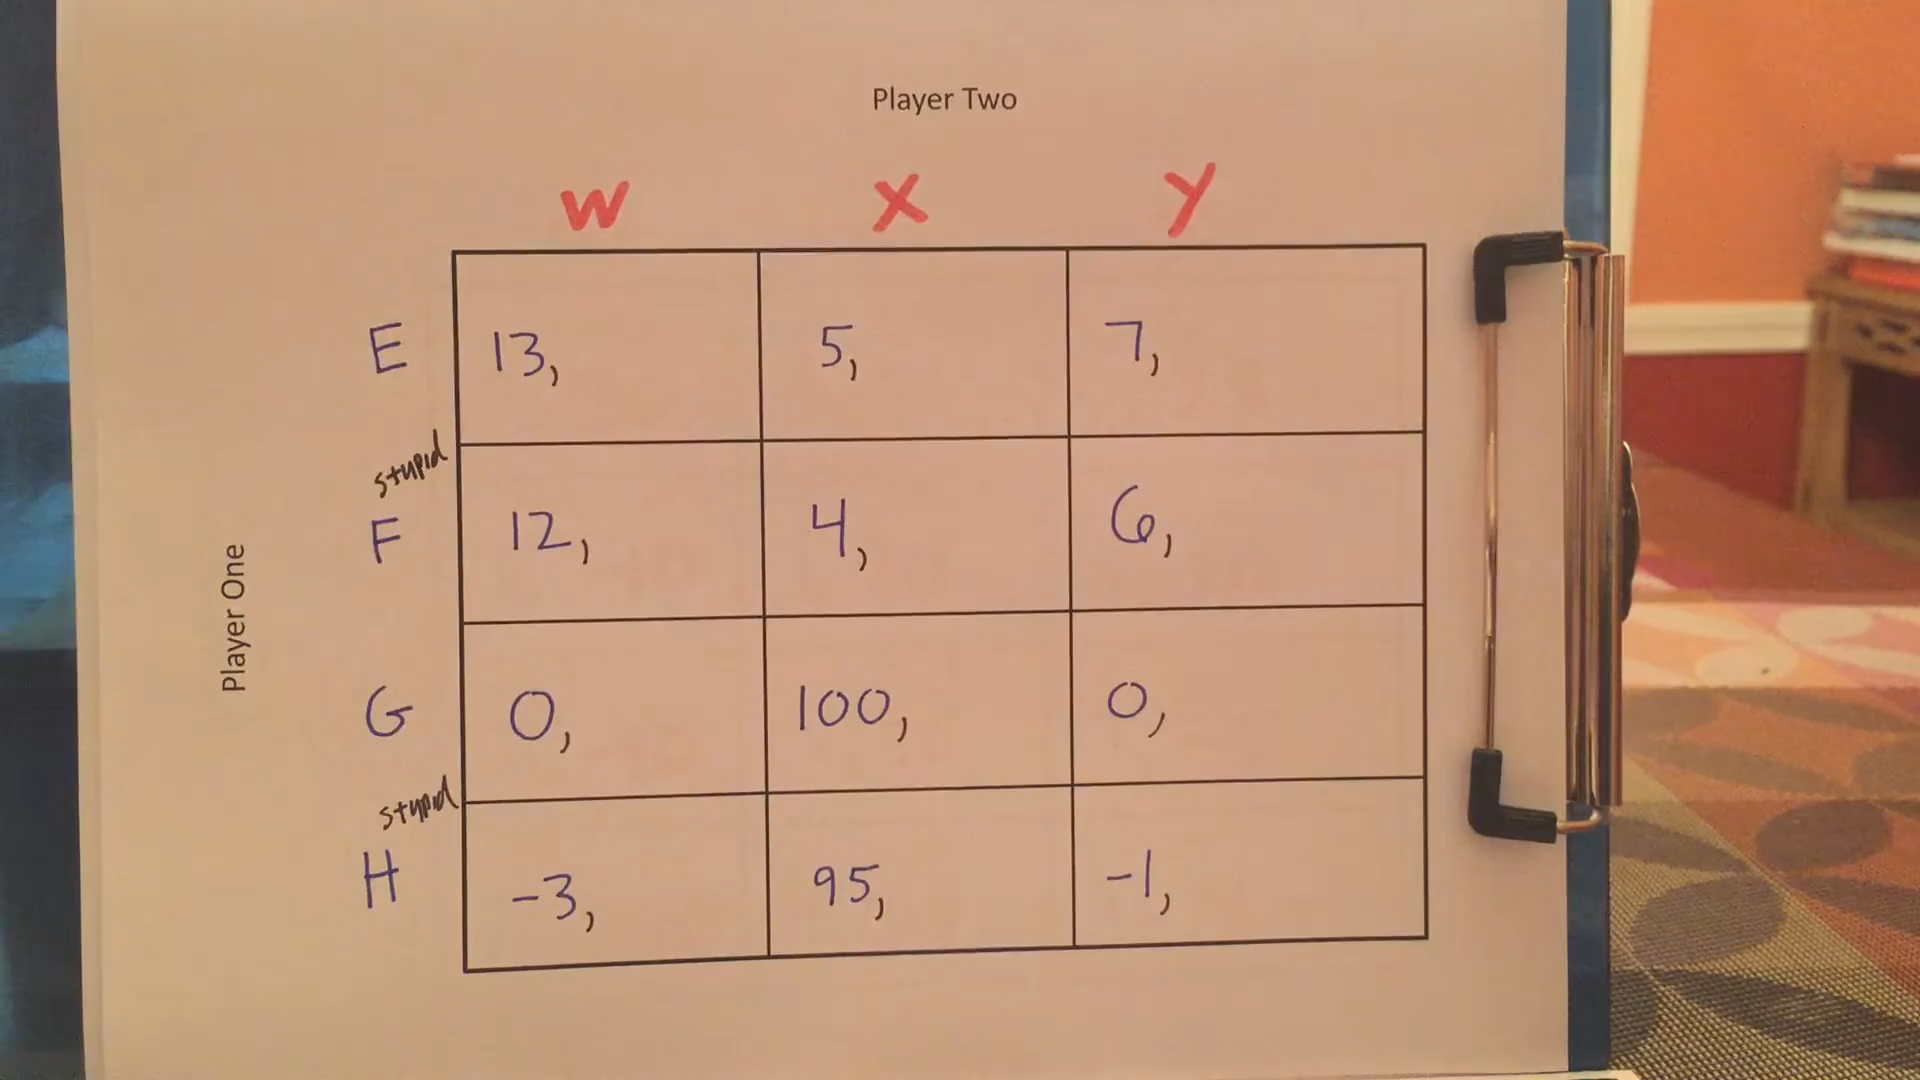 Player Two
W X Y
E 13, 5, 7,
stupid
F 12, 4, 6,
Player One
G 0, 100, 0,
stupid
H -3, 95, -1,